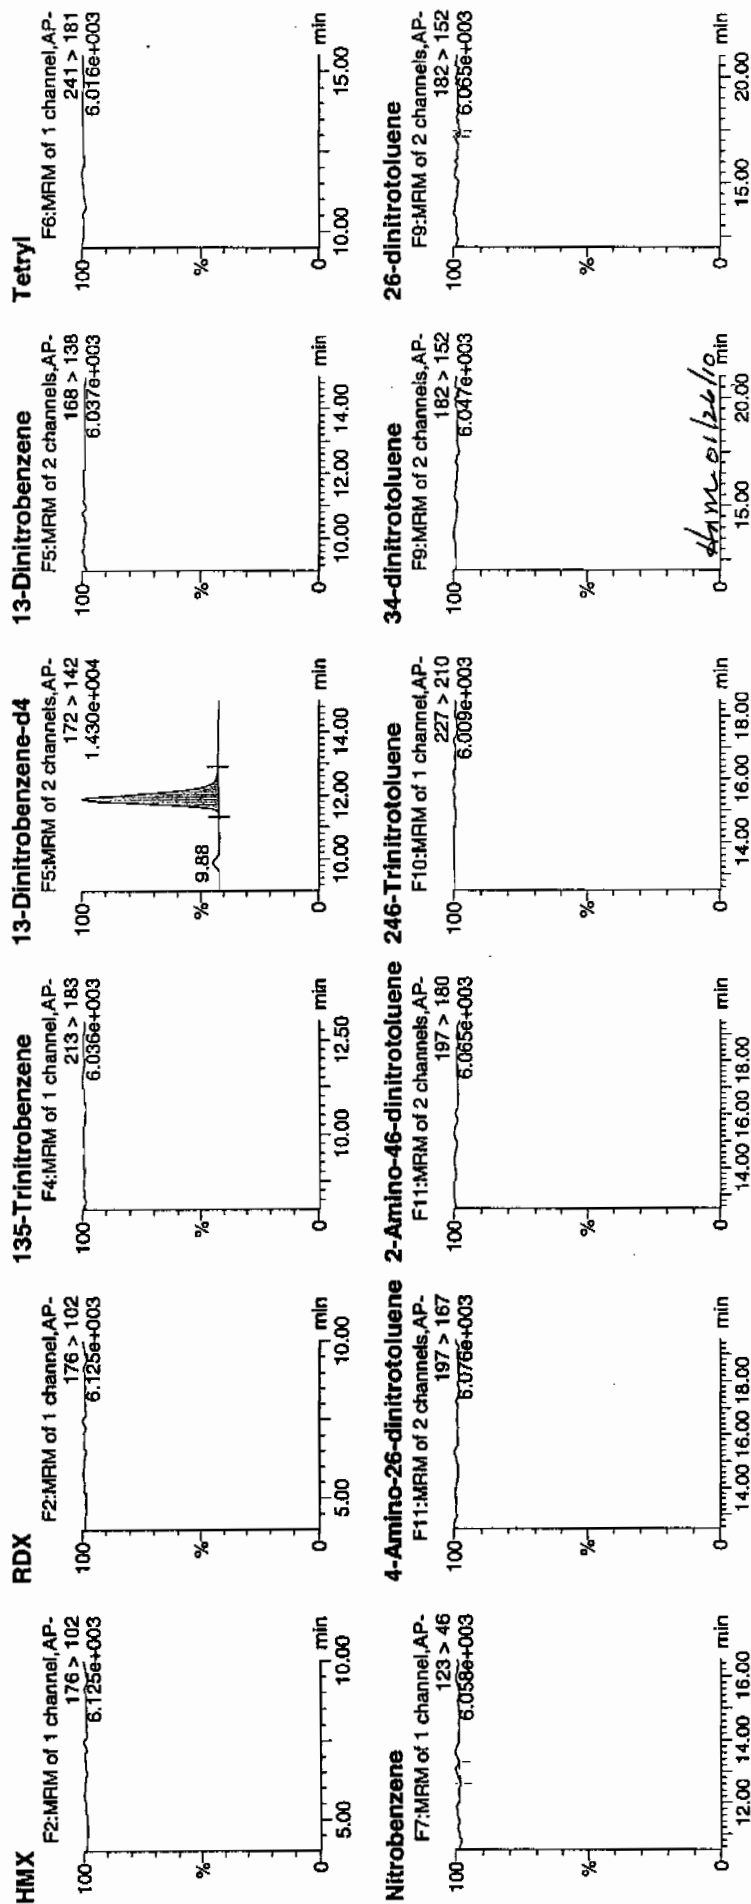 HMX
F2:MRM of 1 channel,AP-
176 > 102
6.125e+003
100
%
0
5.00 10.00 min
RDX
F2:MRM of 1 channel,AP-
176 > 102
6.125e+003
100
%
0
5.00 10.00 min
135-Trinitrobenzene
F4:MRM of 1 channel,AP-
213 > 183
6.036e+003
100
%
0
10.00 12.50 min
13-Dinitrobenzene-d4
F5:MRM of 2 channels,AP-
172 > 142
1.430e+004
100
%
9.88
0
10.00 12.00 14.00 min
13-Dinitrobenzene
F5:MRM of 2 channels,AP-
168 > 138
6.037e+003
100
%
0
10.00 12.00 14.00 min
Tetryl
F6:MRM of 1 channel,AP-
241 > 181
6.016e+003
100
%
0
10.00 15.00 min
Nitrobenzene
F7:MRM of 1 channel,AP-
123 > 46
6.058e+003
100
%
0
12.00 14.00 16.00 min
4-Amino-26-dinitrotoluene
F11:MRM of 2 channels,AP-
197 > 167
6.076e+003
100
%
0
14.00 16.00 18.00 min
2-Amino-46-dinitrotoluene
F11:MRM of 2 channels,AP-
197 > 180
6.065e+003
100
%
0
14.00 16.00 18.00 min
246-Trinitrotoluene
F10:MRM of 1 channel,AP-
227 > 210
6.009e+003
100
%
0
14.00 16.00 18.00 min
34-dinitrotoluene
F9:MRM of 2 channels,AP-
182 > 152
6.047e+003
100
%
01/26/10
0
15.00 20.00 min
26-dinitrotoluene
F9:MRM of 2 channels,AP-
182 > 152
6.065e+003
100
%
0
15.00 20.00 min